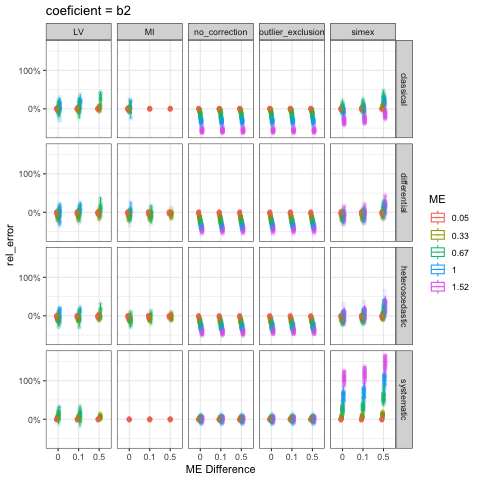 coeficient = b2
LV MI no_correction outlier_exclusion simex
100%
0%
classical
100%
0%
differential
100%
0%
heteroscedastic
100%
0%
systematic
rel_error
0 0.1 0.5 0 0.1 0.5 0 0.1 0.5 0 0.1 0.5 0 0.1 0.5
ME Difference
ME
0.05
0.33
0.67
1
1.52